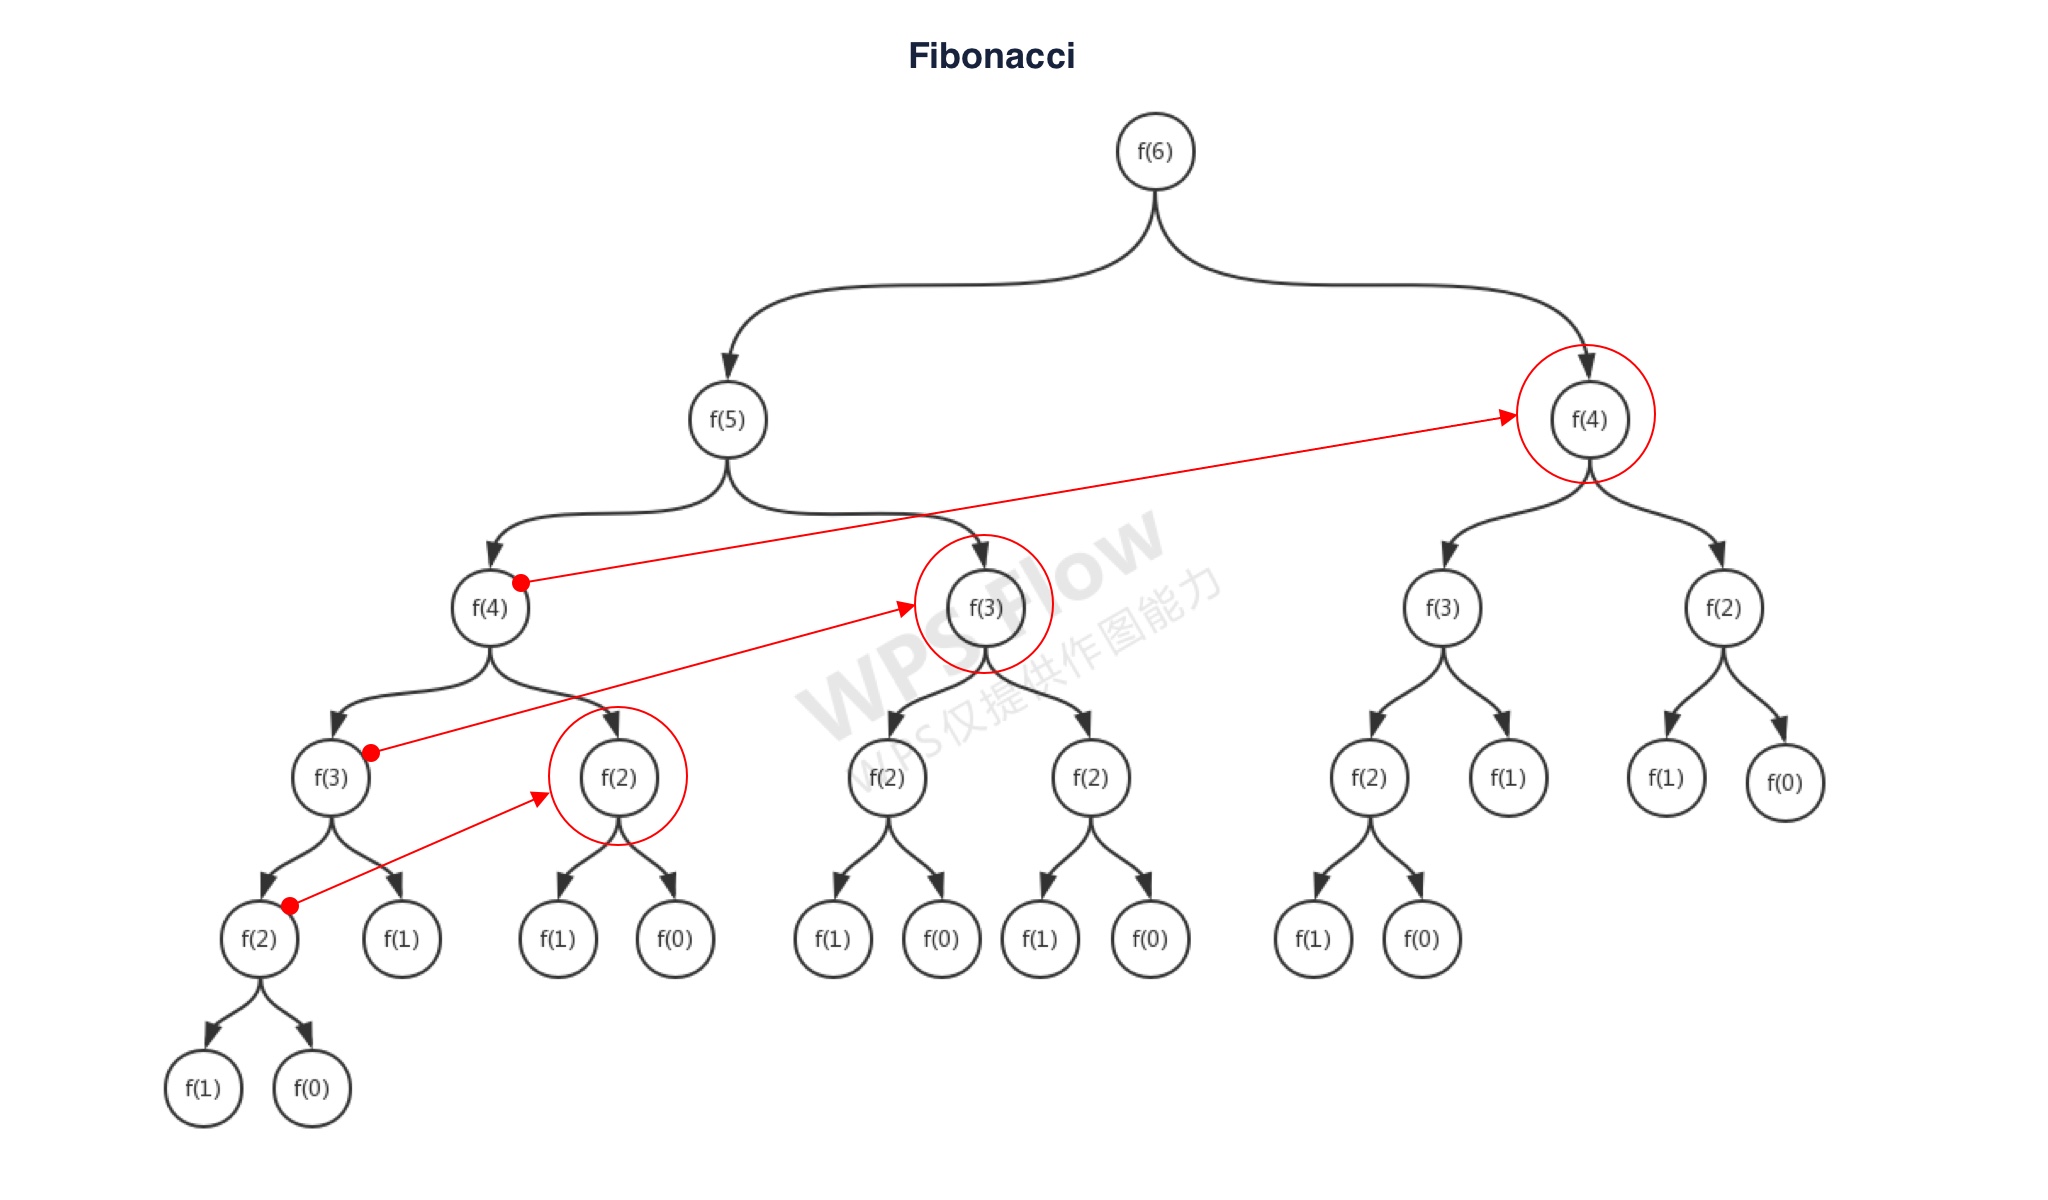 Fibonacci
f(6)
f(5)
f(4)
f(4)
f(3)
f(3)
f(2)
f(3)
f(2)
f(2)
f(2)
f(2)
f(1)
f(1)
f(0)
f(2)
f(1)
f(1)
f(0)
f(1)
f(0)
f(1)
f(0)
f(1)
f(0)
f(1)
f(0)
WPS Flow
WPS仅提供作图能力